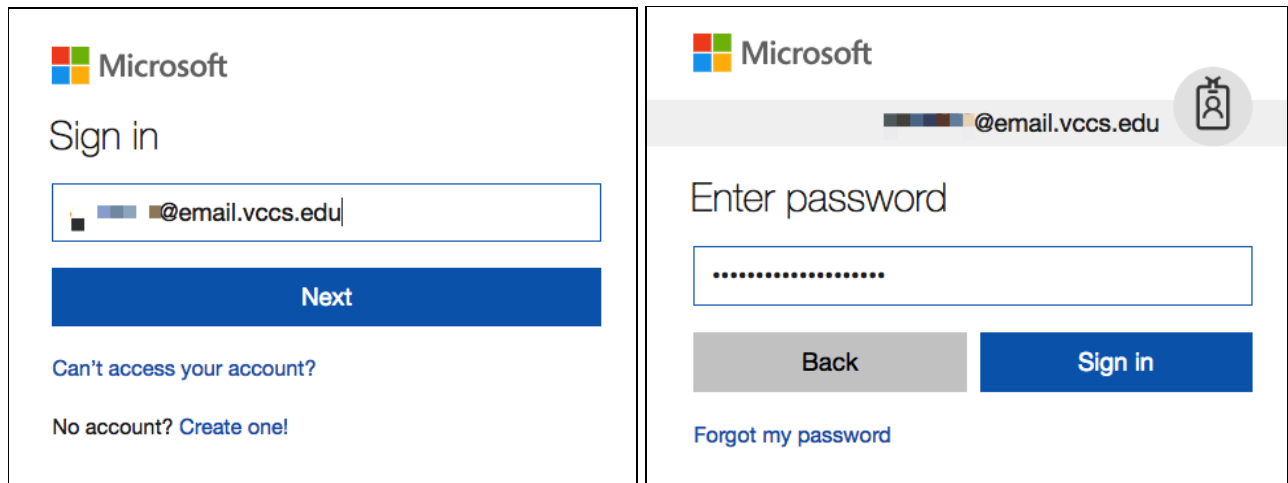 Microsoft
Sign in
@email.vccs.edu
Next
Can't access your account?
No account? Create one!
Microsoft
@email.vccs.edu
Enter password
••••••••••••••••••••
Back
Sign in
Forgot my password